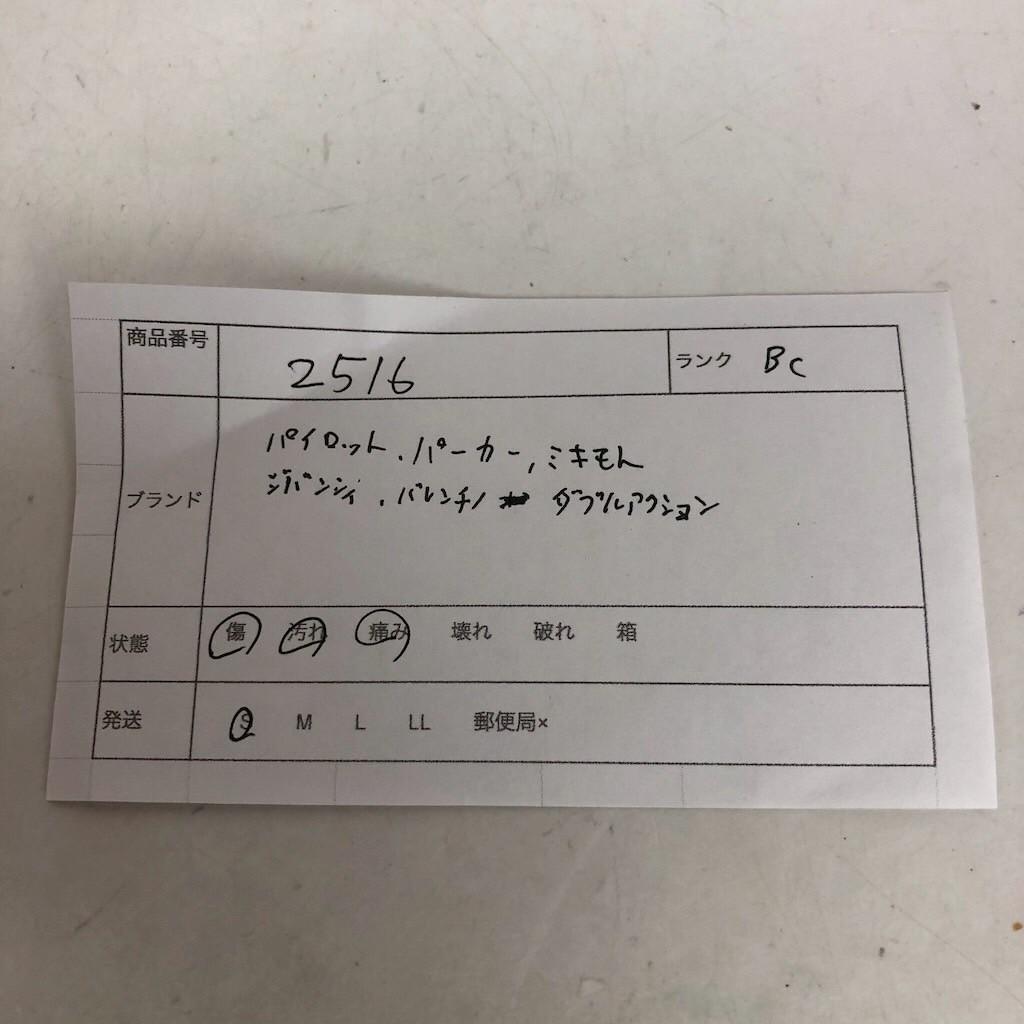 商品番号 2516 ランク BC
ブランド パイロット、パーカー、ミキモト
ジバンシィ、バレンチノ ダブルアクション
状態 傷 汚れ 痛み 壊れ 破れ 箱
発送 S M L LL 郵便局×